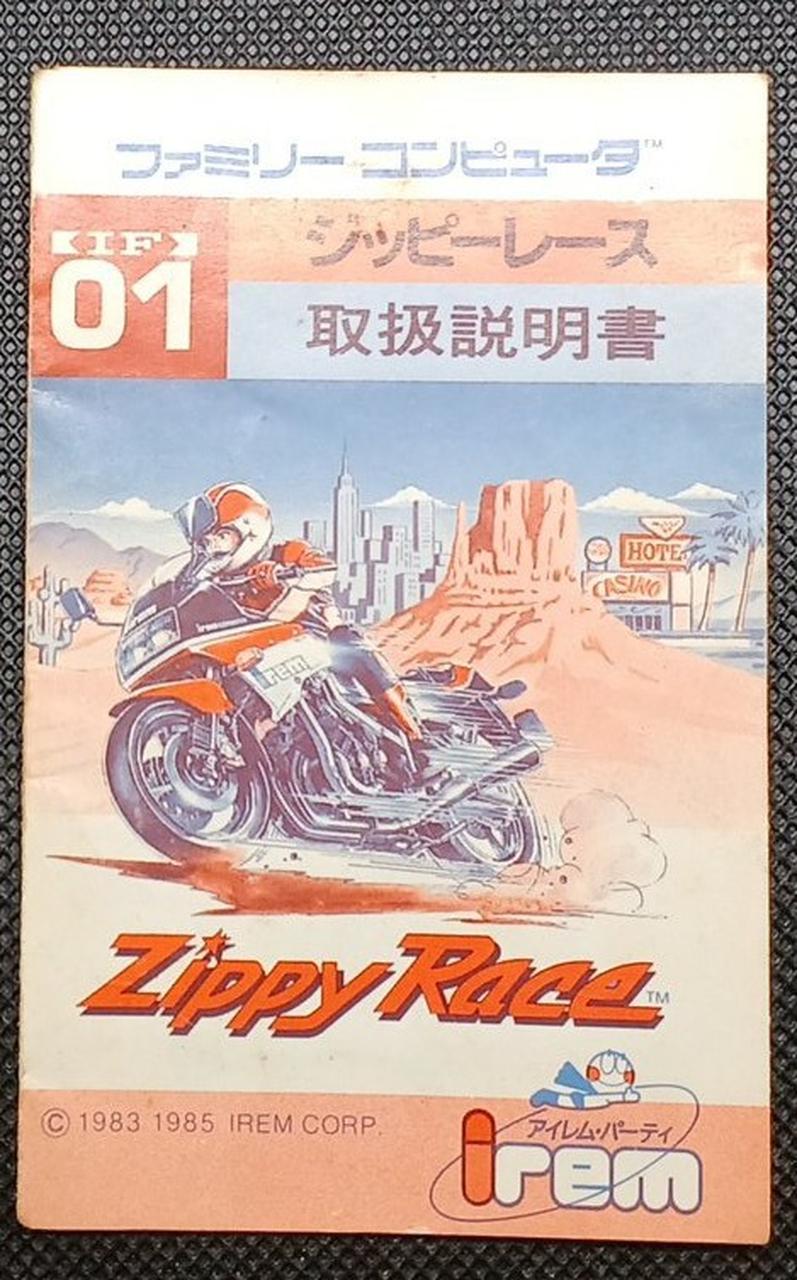 ファミリー コンピュータ™
【IF】
01
ジッピーレース
取扱説明書
HOTEL
CASINO
irem
Zippy Race™
© 1983 1985 IREM CORP.
アイレム・パーティ
irem